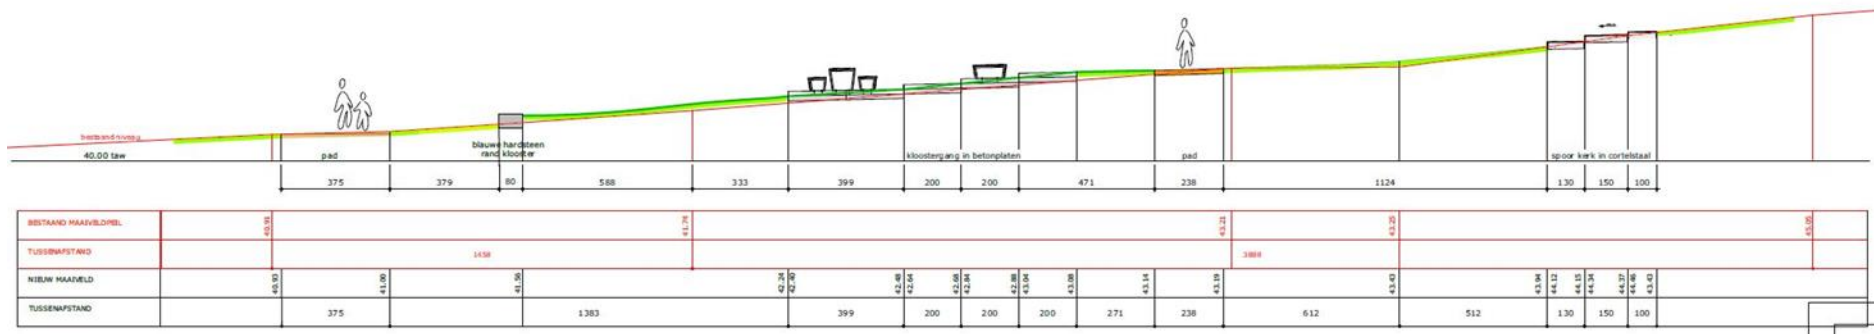 bestaand niveau
40.00 taw
pad
blauwe hardsteen
rand klooster
kloostergang in betonplaten
pad
spoor kerk in cortelstaal
375 379 80 588 333 399 200 200 471 238 1124 130 150 100
BESTAAND MAAIVELDPEIL 40.91 41.74 43.21 43.25 45.05
TUSSENAFSTAND 1458 3888
NIEUW MAAIVELD 40.93 41.00 41.56 42.24 42.40 42.48 42.64 42.68 42.84 42.88 43.04 43.08 43.14 43.19 43.43 43.94 44.12 44.15 44.34 44.37 44.46 43.43
TUSSENAFSTAND 375 1383 399 200 200 200 271 238 612 512 130 150 100